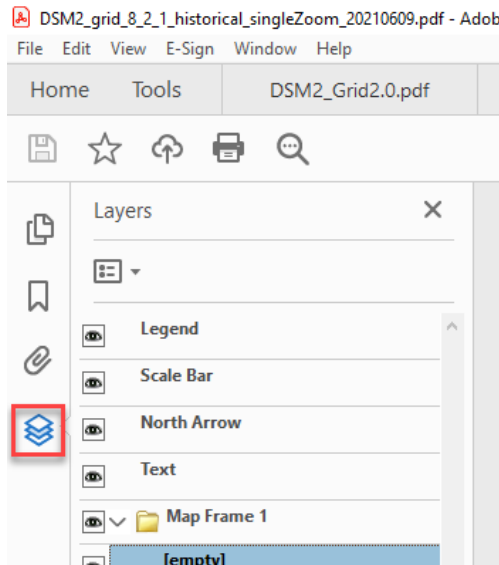 DSM2_grid_8_2_1_historical_singleZoom_20210609.pdf - Adob
File Edit View E-Sign Window Help
Home Tools DSM2_Grid2.0.pdf
Layers
Legend
Scale Bar
North Arrow
Text
Map Frame 1
[empty]